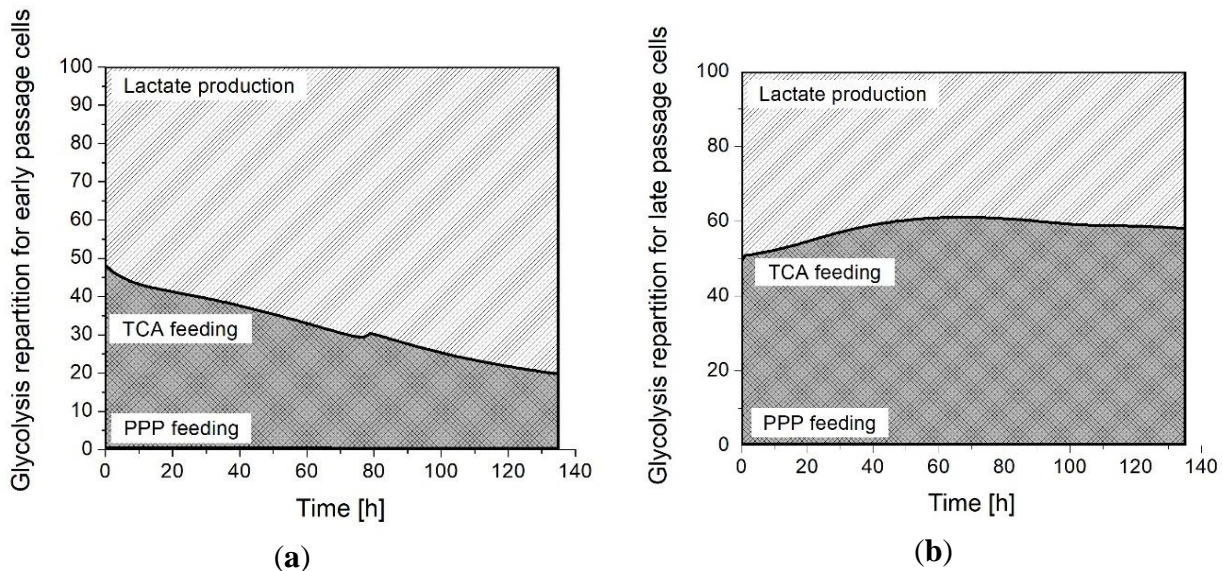 Glycolysis repartition for early passage cells
100
90
80
70
60
50
40
30
20
10
0
Lactate production
TCA feeding
PPP feeding
0 20 40 60 80 100 120 140
Time [h]
(a)
Glycolysis repartition for late passage cells
100
80
60
40
20
0
Lactate production
TCA feeding
PPP feeding
0 20 40 60 80 100 120 140
Time [h]
(b)